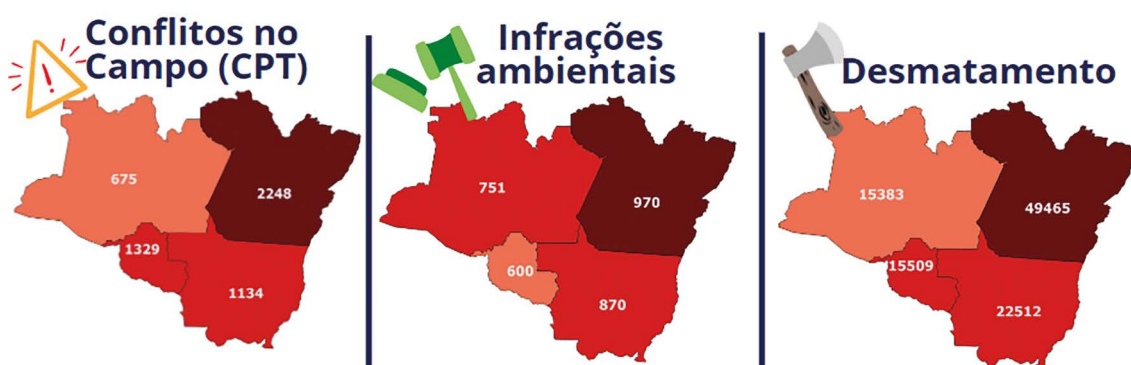 Conflitos no
Campo (CPT)
675
2248
1329
1134
Infrações
ambientais
751
970
600
870
Desmatamento
15383
49465
15509
22512